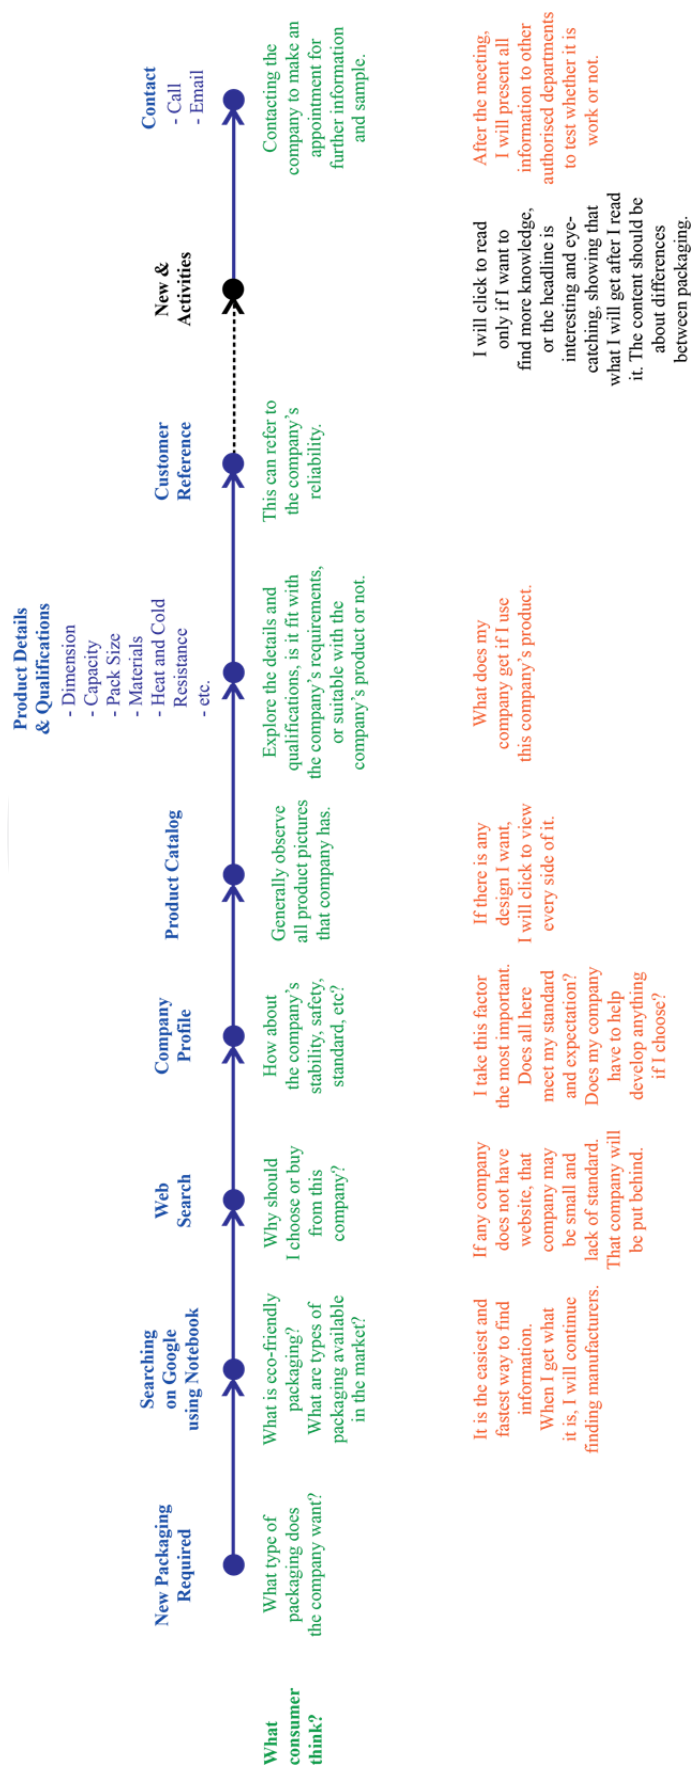 New Packaging
Required
Searching
on Google
using Notebook
Web
Search
Company
Profile
Product Catalog
Product Details
& Qualifications
- Dimension
- Capacity
- Pack Size
- Materials
- Heat and Cold
Resistance
- etc.
Customer
Reference
New &
Activities
Contact
- Call
- Email
What
consumer
think?
What type of
packaging does
the company want?
What is eco-friendly
packaging?
What are types of
packaging available
in the market?
Why should
I choose or buy
from this
company?
How about
the company's
stability, safety,
standard, etc?
Generally observe
all product pictures
that company has.
Explore the details and
qualifications, is it fit with
the company's requirements,
or suitable with the
company's product or not.
This can refer to
the company's
reliability.
Contacting the
company to make an
appointment for
further information
and sample.
It is the easiest and
fastest way to find
information.
When I get what
it is, I will continue
finding manufacturers.
If any company
does not have
website, that
company may
be small and
lack of standard.
That company will
be put behind.
I take this factor
the most important.
Does all here
meet my standard
and expectation?
Does my company
have to help
develop anything
if I choose?
If there is any
design I want,
I will click to view
every side of it.
What does my
company get if I use
this company's product.
I will click to read
only if I want to
find more knowledge,
or the headline is
interesting and eye-
catching, showing that
what I will get after I read
it. The content should be
about differences
between packaging.
After the meeting,
I will present all
information to other
authorised departments
to test whether it is
work or not.